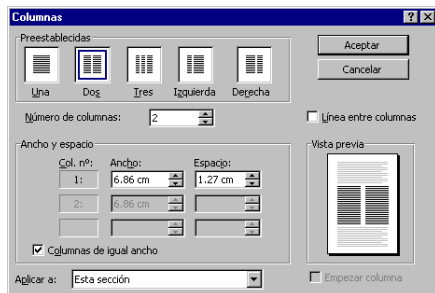 Columnas
Preestablecidas
Una Dos Tres Izquierda Derecha
Aceptar
Cancelar
Número de columnas: 2
Línea entre columnas
Ancho y espacio
Col. nº: Ancho: Espacio:
1: 6.86 cm 1.27 cm
2: 6.86 cm
Columnas de igual ancho
Vista previa
Aplicar a: Esta sección
Empezar columna